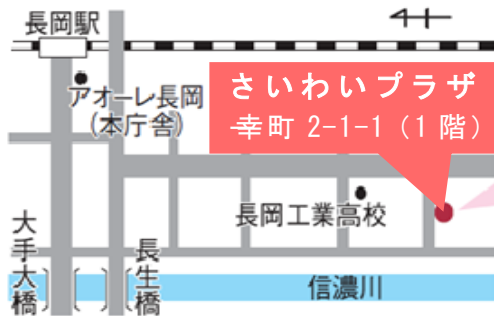 長岡駅
アオーレ長岡
(本庁舎)
さいわいプラザ
幸町 2-1-1 (1階)
長岡工業高校
大手大橋
長生橋
信濃川